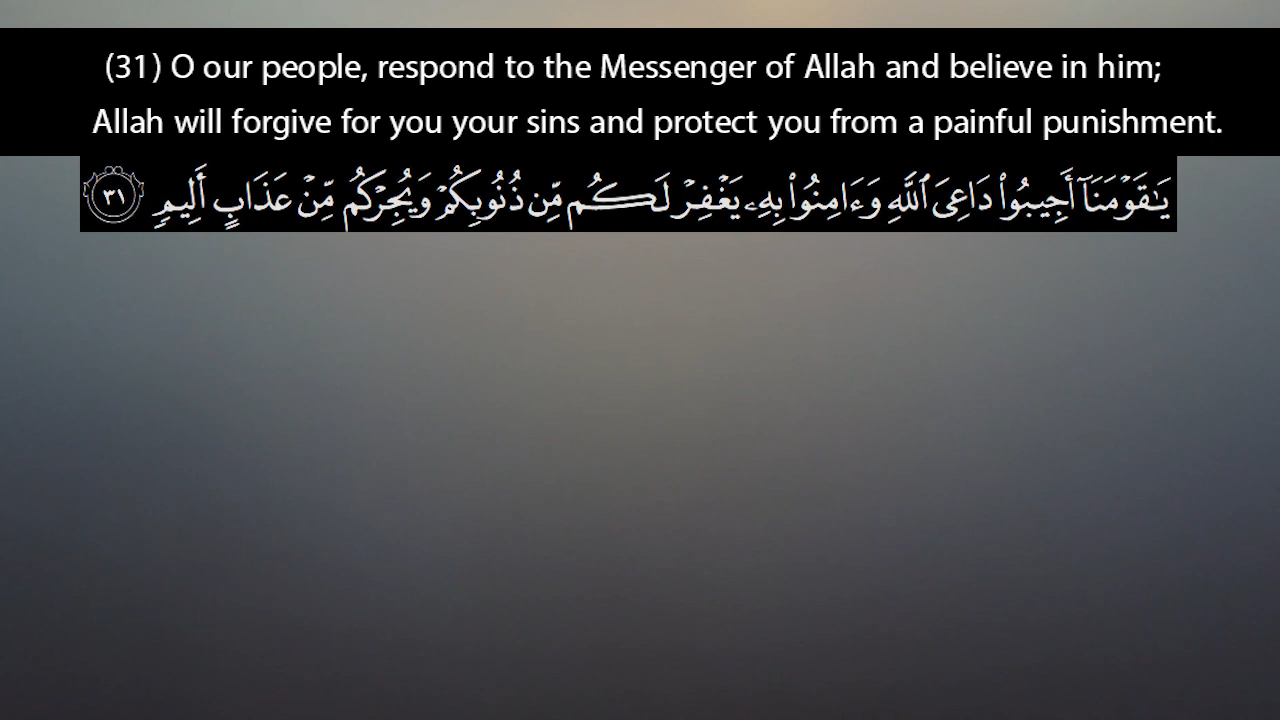 (31) O our people, respond to the Messenger of Allah and believe in him;
Allah will forgive for you your sins and protect you from a painful punishment.
يَـٰقَوۡمَنَآ أَجِيبُوا۟ دَاعِىَ ٱللَّهِ وَءَامِنُوا۟ بِهِۦ يَغۡفِرۡ لَكُم مِّن ذُنُوبِكُمۡ وَيُجِرۡكُم مِّنۡ عَذَابٍ أَلِيمٍ ٣١